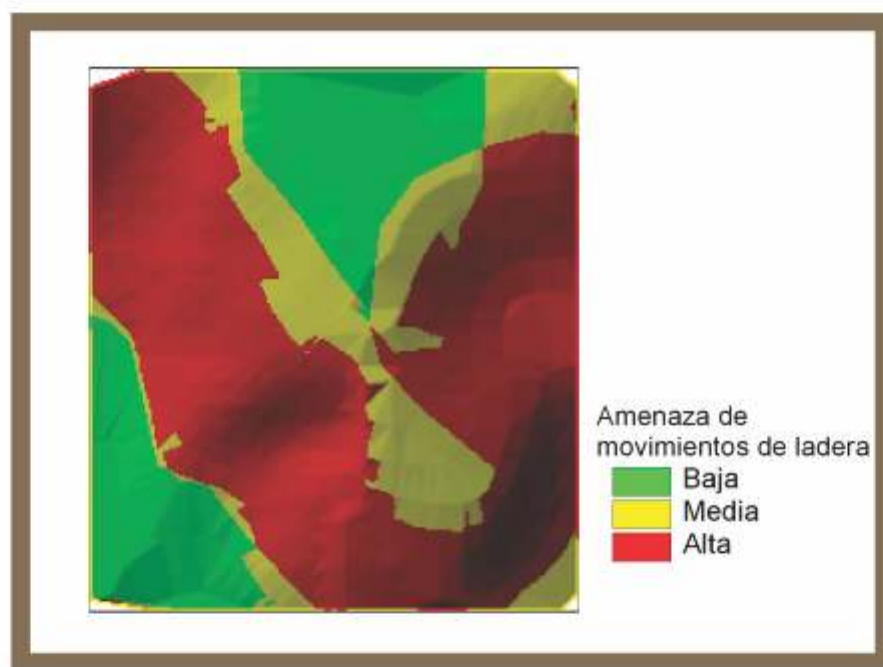 Amenaza de
movimientos de ladera
Baja
Media
Alta